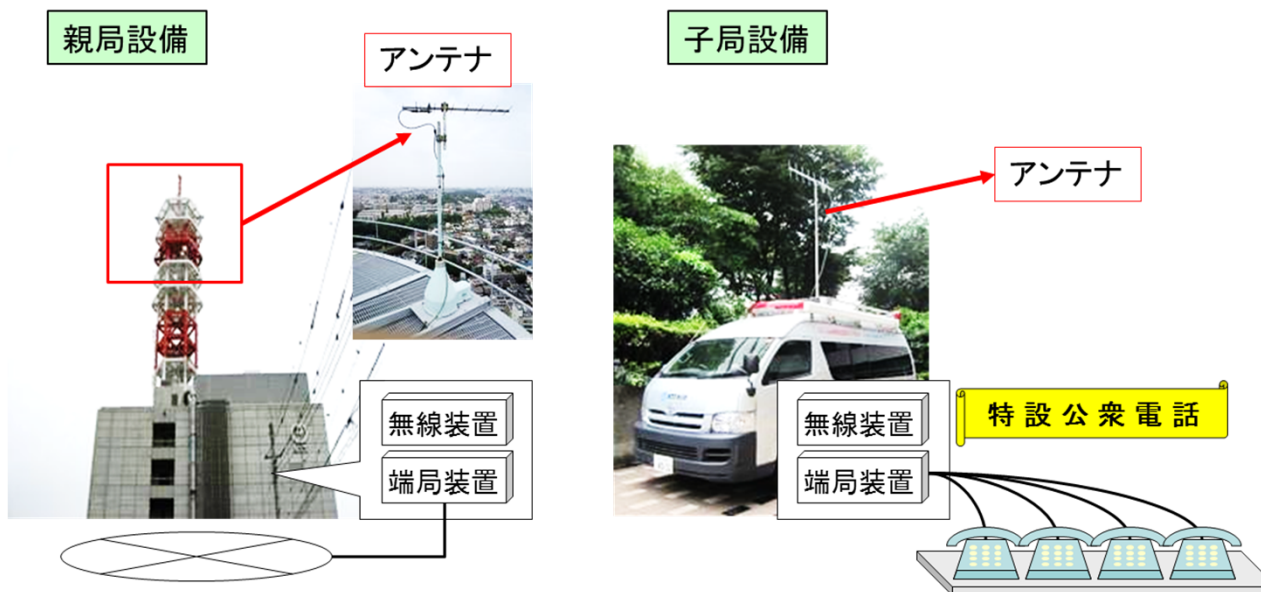 親局設備
子局設備
アンテナ
アンテナ
無線装置
端局装置
無線装置
端局装置
特設公衆電話